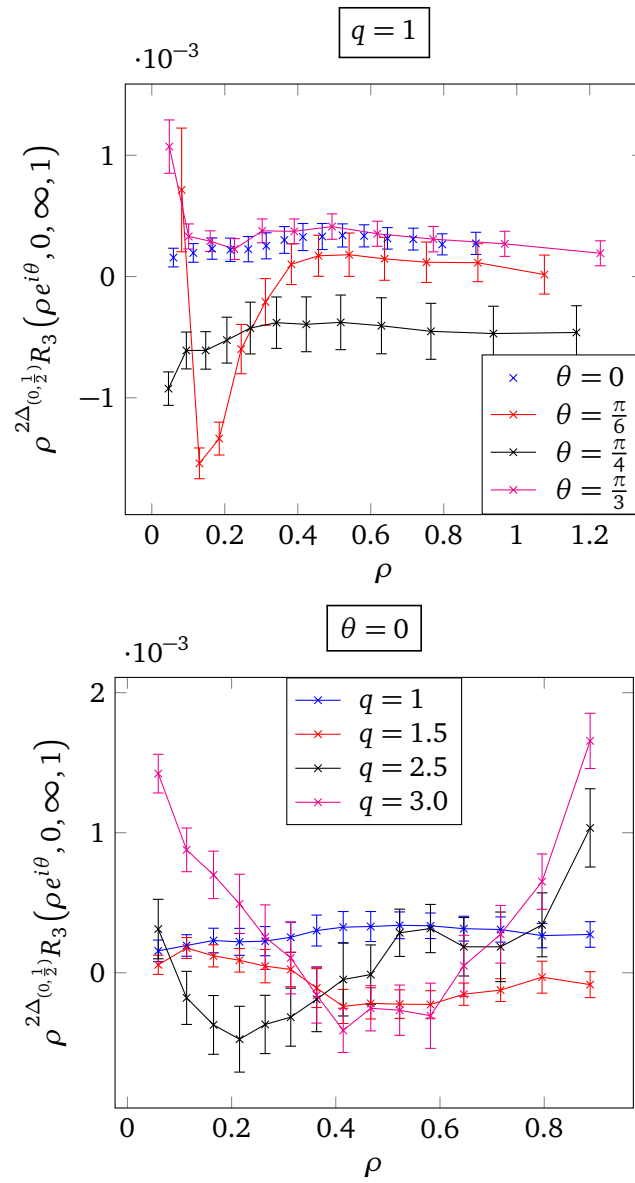 q = 1
·10⁻³
1
0
−1
ρ^{2Δ_{(0,1/2)}} R₃(ρe^{iθ}, 0, ∞, 1)
θ = 0
θ = π/6
θ = π/4
θ = π/3
0 0.2 0.4 0.6 0.8 1 1.2
ρ
θ = 0
·10⁻³
2
1
0
ρ^{2Δ_{(0,1/2)}} R₃(ρe^{iθ}, 0, ∞, 1)
q = 1
q = 1.5
q = 2.5
q = 3.0
0 0.2 0.4 0.6 0.8
ρ